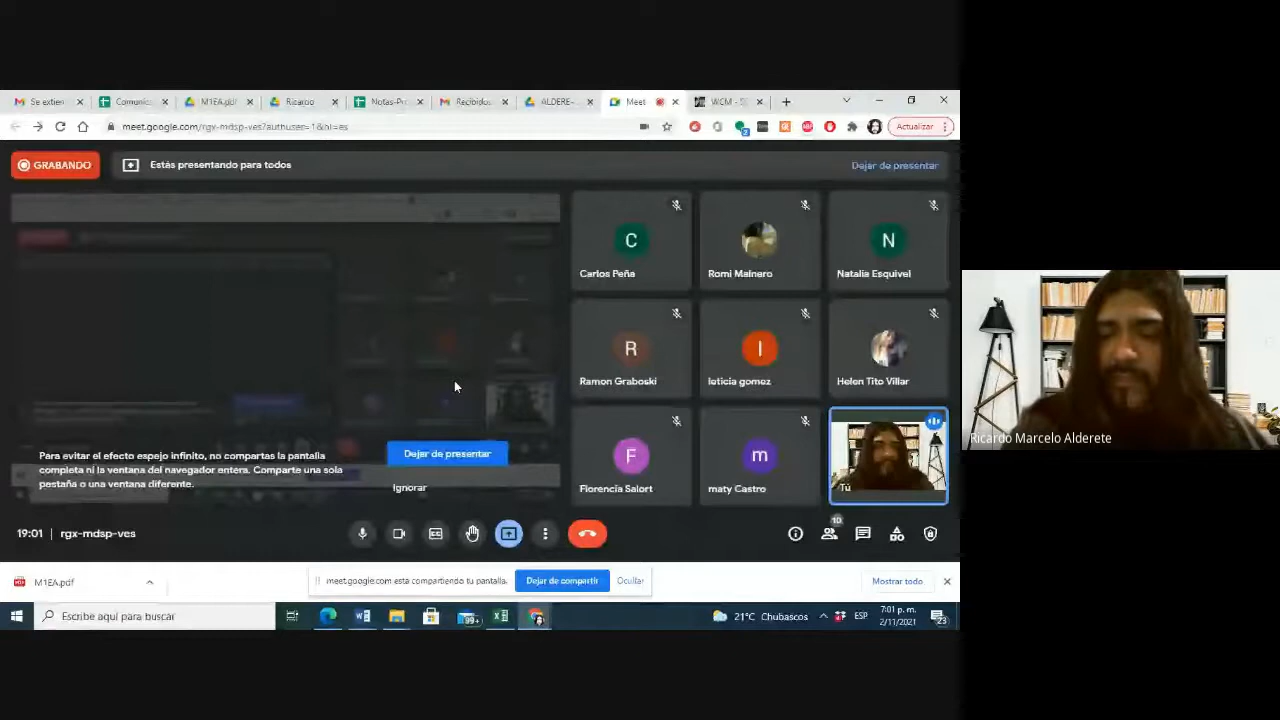 Se extien
Comunic
M1EA.pdf
Ricardo
Notas-Pr
Recibidos
ALDERE-
Meet
WCM -
meet.google.com/rgx-mdsp-ves?authuser=1&hl=es
Actualizar
GRABANDO
Estás presentando para todos
Dejar de presentar
C
Carlos Peña
Romi Mainero
N
Natalia Esquivel
R
Ramon Graboski
l
leticia gomez
Helen Tito Villar
Para evitar el efecto espejo infinito, no compartas la pantalla
completa ni la ventana del navegador entera. Comparte una sola
pestaña o una ventana diferente.
Dejar de presentar
Ignorar
F
Florencia Salort
m
maty Castro
Tú
Ricardo Marcelo Alderete
19:01
rgx-mdsp-ves
10
M1EA.pdf
meet.google.com está compartiendo tu pantalla.
Dejar de compartir
Ocultar
Mostrar todo
Escribe aquí para buscar
99+
21°C Chubascos
ESP
7:01 p. m.
2/11/2021
23